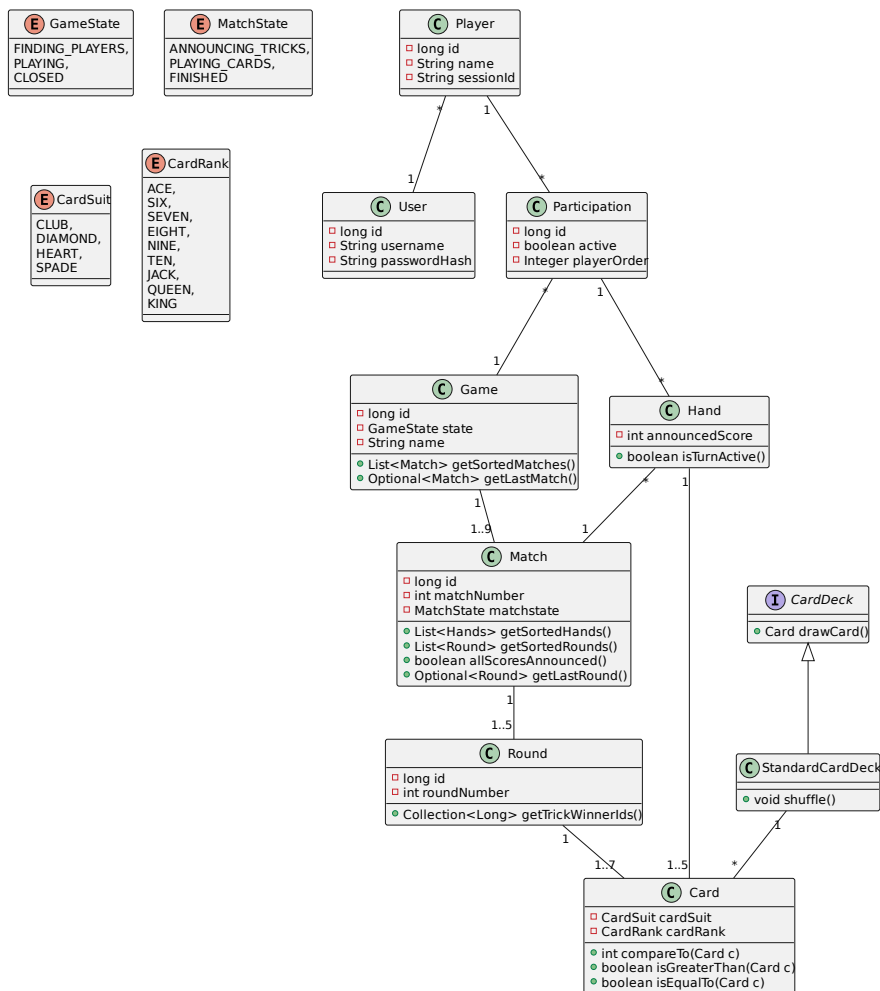 E GameState
FINDING_PLAYERS,
PLAYING,
CLOSED
E MatchState
ANNOUNCING_TRICKS,
PLAYING_CARDS,
FINISHED
C Player
long id
String name
String sessionId
* 1
1 *
E CardSuit
CLUB,
DIAMOND,
HEART,
SPADE
E CardRank
ACE,
SIX,
SEVEN,
EIGHT,
NINE,
TEN,
JACK,
QUEEN,
KING
C User
long id
String username
String passwordHash
C Participation
long id
boolean active
Integer playerOrder
* 1
1 *
C Game
long id
GameState state
String name
List<Match> getSortedMatches()
Optional<Match> getLastMatch()
C Hand
int announcedScore
boolean isTurnActive()
1 1..9
* 1
1 1..5
C Match
long id
int matchNumber
MatchState matchstate
List<Hands> getSortedHands()
List<Round> getSortedRounds()
boolean allScoresAnnounced()
Optional<Round> getLastRound()
I CardDeck
Card drawCard()
1 1..5
C Round
long id
int roundNumber
Collection<Long> getTrickWinnerIds()
C StandardCardDeck
void shuffle()
1 1..7
1 *
C Card
CardSuit cardSuit
CardRank cardRank
int compareTo(Card c)
boolean isGreaterThan(Card c)
boolean isEqualTo(Card c)